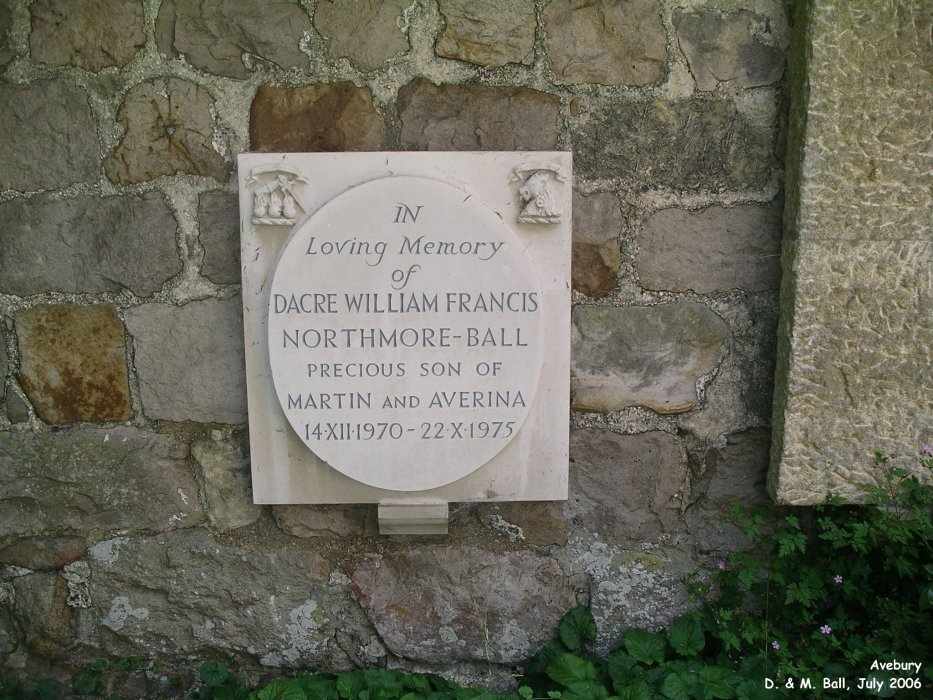 IN
Loving Memory
of
DACRE WILLIAM FRANCIS
NORTHMORE-BALL
PRECIOUS SON OF
MARTIN AND AVERINA
14·XII·1970 - 22·X·1975
Avebury
D. & M. Ball, July 2006